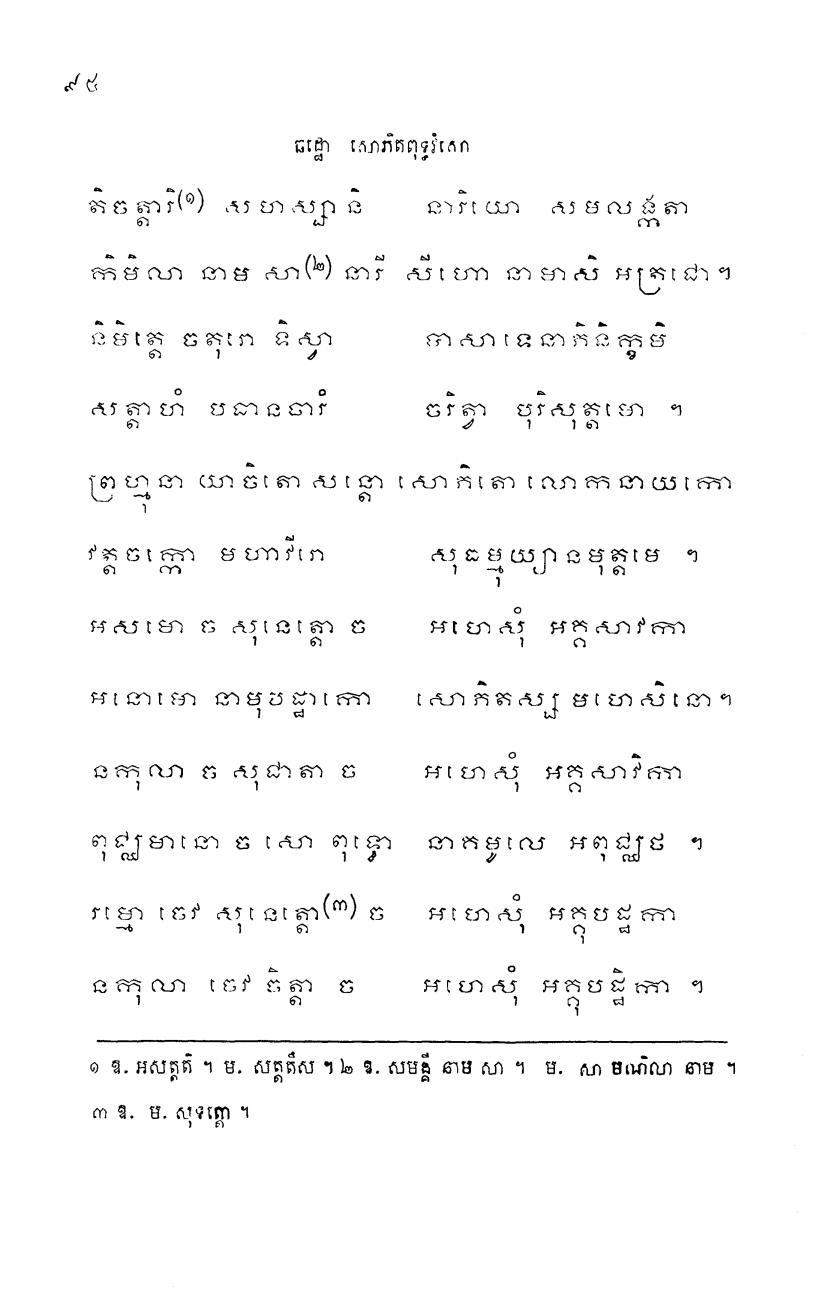 ៩៤
ឆដ្ឋោ សោភិតពុទ្ធវំសោ
តិចត្តារិ(១) សហស្សានិ នារិយោ សមលង្កតា
កិមិលា នាម សា(២) នារី សីហោ នាមាសិ អត្រជោ។
និមិត្តេ ចតុរោ ទិស្វា បាសាទេនាភិនិក្ខមិ
សត្តាហំ បធានចារំ ចរិត្វា បុរិសុត្តមោ ។
ព្រហ្មុនា យាចិតោ សន្តោ សោភិតោ លោកនាយកោ
វត្តចក្កោ មហាវីរោ សុធម្មុយ្យានមុត្តមេ ។
អសមោ ច សុនេត្តោ ច អហេសុំ អគ្គសាវកា
អនោមោ នាមុបដ្ឋាកោ សោភិតស្ស មហេសិនោ។
នកុលា ច សុជាតា ច អហេសុំ អគ្គសាវិកា
ពុជ្ឈមានោ ច សោ ពុទ្ធោ នាគមូលេ អពុជ្ឈថ ។
រម្មោ ចេវ សុនេត្តោ(៣) ច អហេសុំ អគ្គុបដ្ឋកា
នកុលា ចេវ ចិត្តា ច អហេសុំ អគ្គុបដ្ឋិកា ។
១ ឱ. អសត្តតិ ។ ម. សត្តតឹស ។ ២ ឱ. សមង្គី នាម សា ។ ម. សា មណិលា នាម ។
៣ ឱ. ម. សុទត្តោ ។